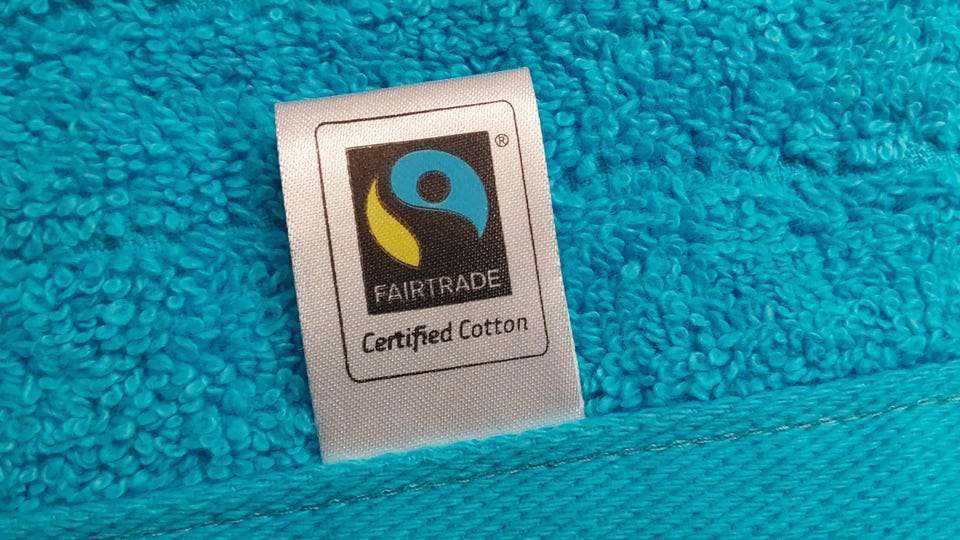 ®
FAIRTRADE
Certified Cotton